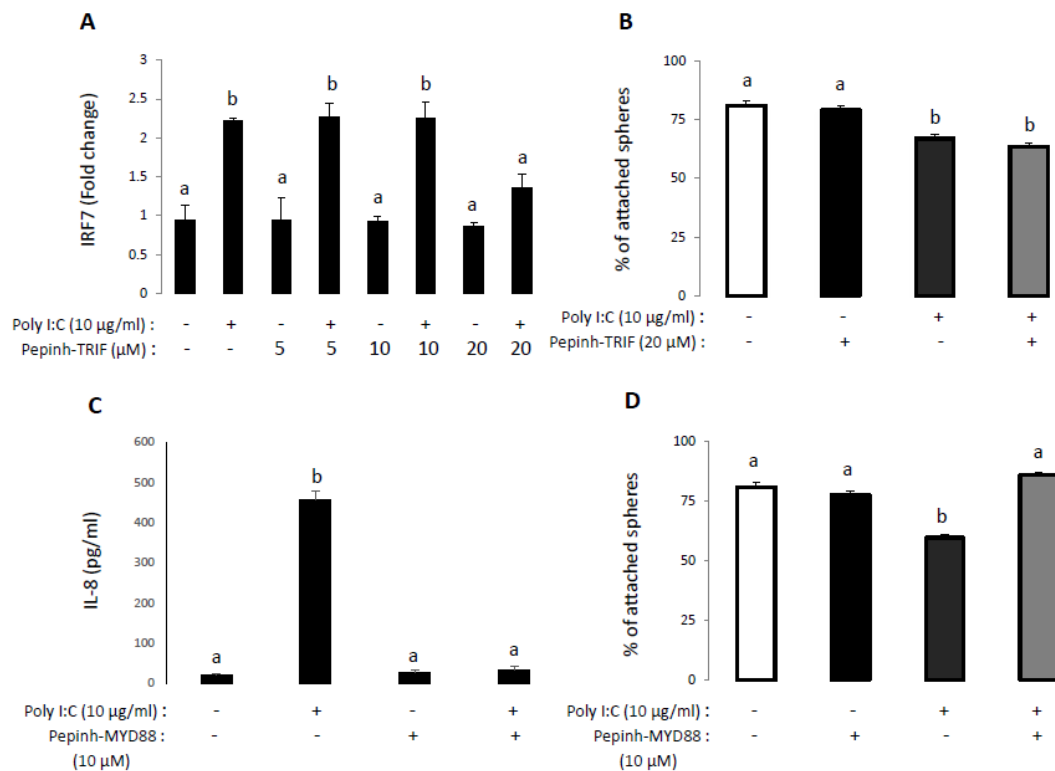 A
3
2.5
2
1.5
1
0.5
0
IRF7 (Fold change)
a b a b a b a a
Poly I:C (10 µg/ml) : - + - + - + - +
Pepinh-TRIF (µM) : - - 5 5 10 10 20 20
B
100
75
50
25
0
% of attached spheres
a a b b
Poly I:C (10 µg/ml) : - - + +
Pepinh-TRIF (20 µM) : - + - +
C
600
500
400
300
200
100
0
IL-8 (pg/ml)
a b a a
Poly I:C (10 µg/ml) : - + - +
Pepinh-MYD88 : - - + +
(10 µM)
D
100
75
50
25
0
% of attached spheres
a a b a
Poly I:C (10 µg/ml) : - - + +
Pepinh-MYD88 : - + - +
(10 µM)